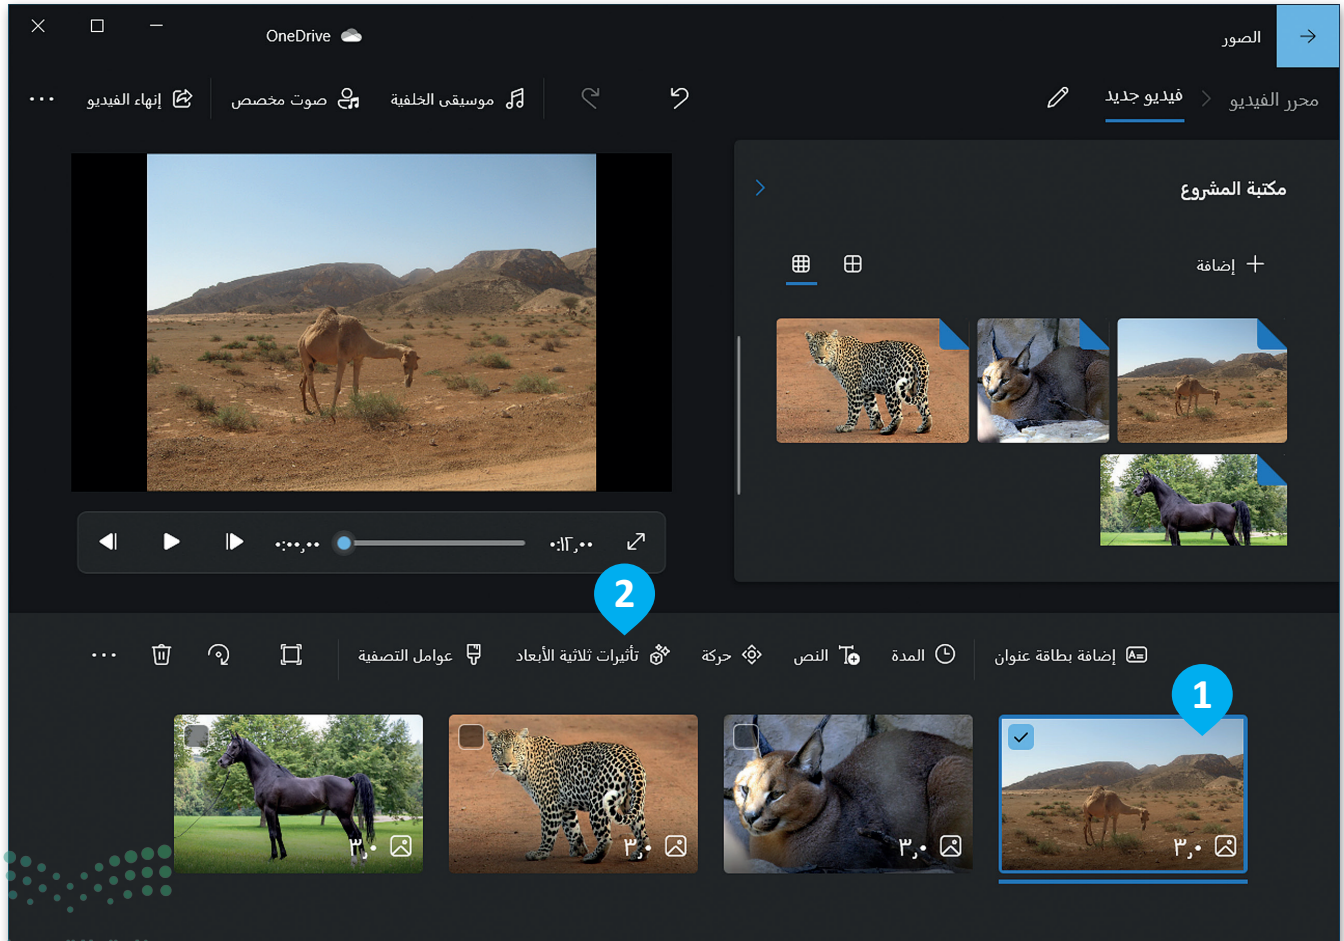 الصور
OneDrive
محرر الفيديو
فيديو جديد
موسيقى الخلفية
صوت مخصص
إنهاء الفيديو
مكتبة المشروع
إضافة
٠:٠٠٫٠٠
٠:١٢٫٠٠
2
إضافة بطاقة عنوان
المدة
النص
حركة
تأثيرات ثلاثية الأبعاد
عوامل التصفية
1
٣٫٠
٣٫٠
٣٫٠
٣٫٠